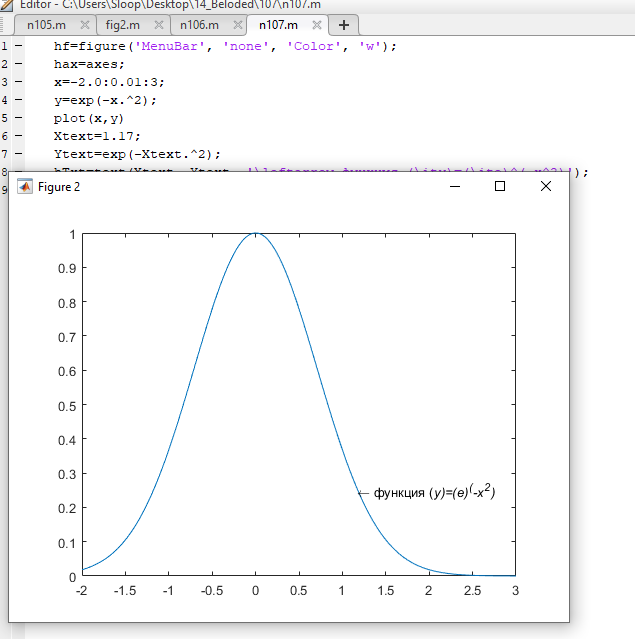 Editor - C:\Users\Sloop\Desktop\14_Beloded\107\n107.m
n105.m × fig2.m × n106.m × n107.m × +
1 - hf=figure('MenuBar', 'none', 'Color', 'w');
2 - hax=axes;
3 - x=-2.0:0.01:3;
4 - y=exp(-x.^2);
5 - plot(x,y)
6 - Xtext=1.17;
7 - Ytext=exp(-Xtext.^2);
8 -
9
Figure 2
1
0.9
0.8
0.7
0.6
0.5
0.4
0.3
← функция (y)=(e)^(-x^2)
0.2
0.1
0
-2 -1.5 -1 -0.5 0 0.5 1 1.5 2 2.5 3